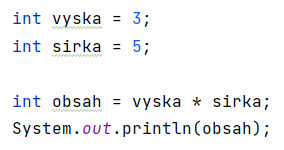 int vyska = 3;
int sirka = 5;
int obsah = vyska * sirka;
System.out.println(obsah);